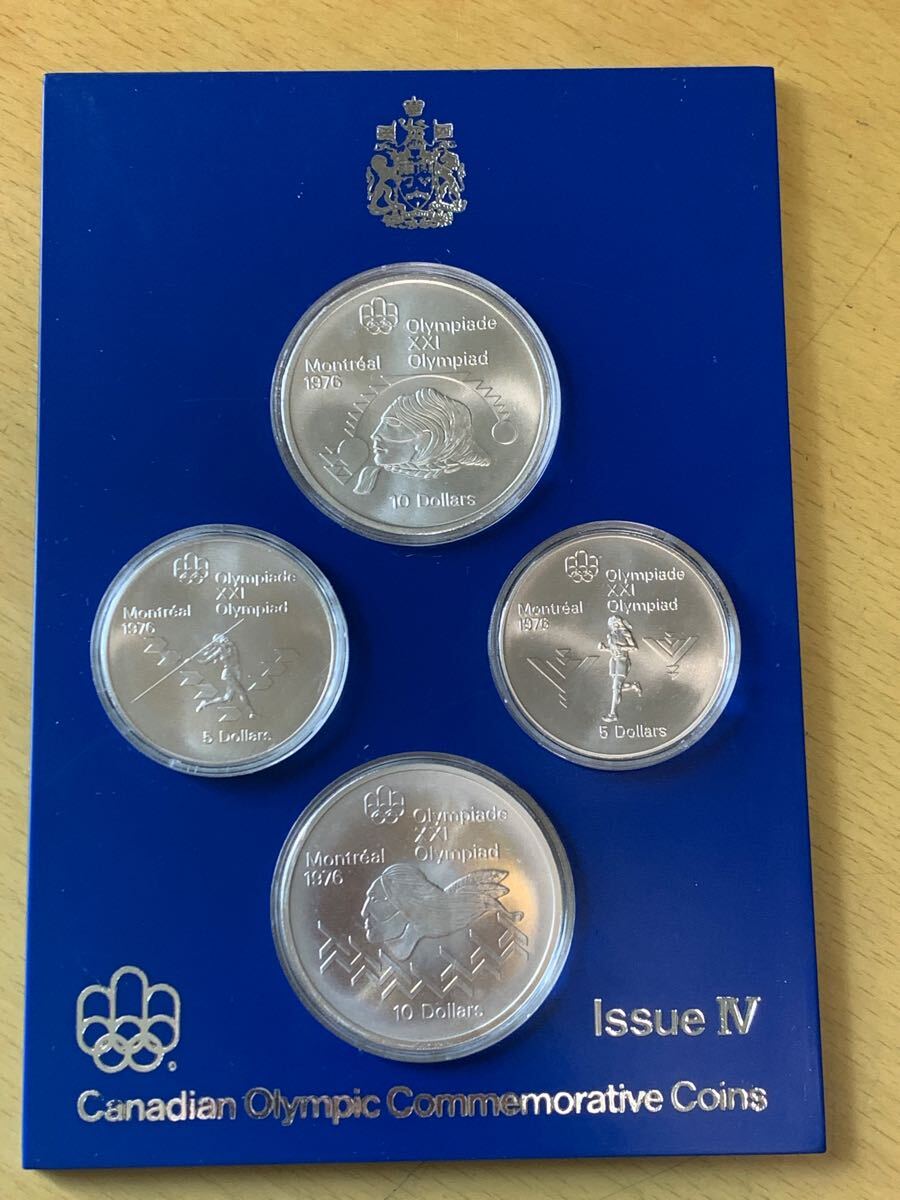 Olympiade
XXI
Montréal Olympiad
1976
10 Dollars
Olympiade
XXI
Montréal Olympiad
1976
5 Dollars
Olympiade
XXI
Montréal Olympiad
1976
5 Dollars
Olympiade
XXI
Montréal Olympiad
1976
10 Dollars
Issue IV
Canadian Olympic Commemorative Coins